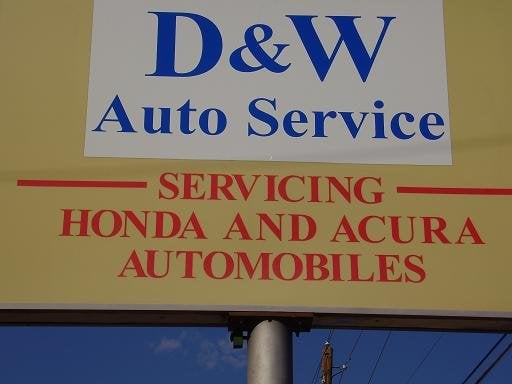 D&W
Auto Service
SERVICING
HONDA AND ACURA
AUTOMOBILES